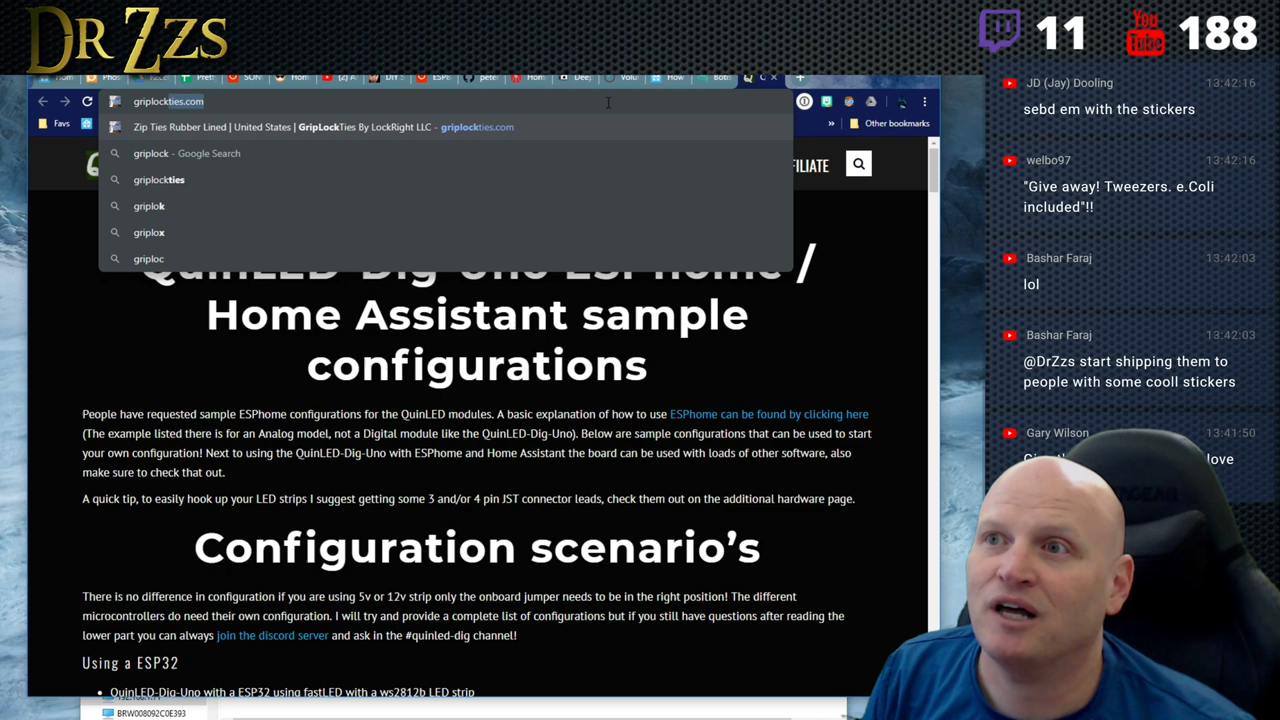 DR ZZS
11
You
Tube
188
griplockties.com
Favs
Other bookmarks
Zip Ties Rubber Lined | United States | GripLockTies By LockRight LLC - griplockties.com
griplock - Google Search
griplockties
griplok
griplox
griploc
FILIATE
QuinLED-Dig-Uno ESPhome /
Home Assistant sample
configurations
People have requested sample ESPhome configurations for the QuinLED modules. A basic explanation of how to use ESPhome can be found by clicking here
(The example listed there is for an Analog model, not a Digital module like the QuinLED-Dig-Uno). Below are sample configurations that can be used to start
your own configuration! Next to using the QuinLED-Dig-Uno with ESPhome and Home Assistant the board can be used with loads of other software, also
make sure to check that out.
A quick tip, to easily hook up your LED strips I suggest getting some 3 and/or 4 pin JST connector leads, check them out on the additional hardware page.
Configuration scenario's
There is no difference in configuration if you are using 5v or 12v strip only the onboard jumper needs to be in the right position! The different
microcontrollers do need their own configuration. I will try and provide a complete list of configurations but if you still have questions after reading the
lower part you can always join the discord server and ask in the #quinled-dig channel!
Using a ESP32
QuinLED-Dig-Uno with a ESP32 using fastLED with a ws2812b LED strip
BRW008092C0E393
JD (Jay) Dooling 13:42:16
sebd em with the stickers
welbo97 13:42:16
"Give away! Tweezers. e.Coli
included"!!
Bashar Faraj 13:42:03
lol
Bashar Faraj 13:42:03
@DrZzs start shipping them to
people with some cooll stickers
Gary Wilson 13:41:50
love